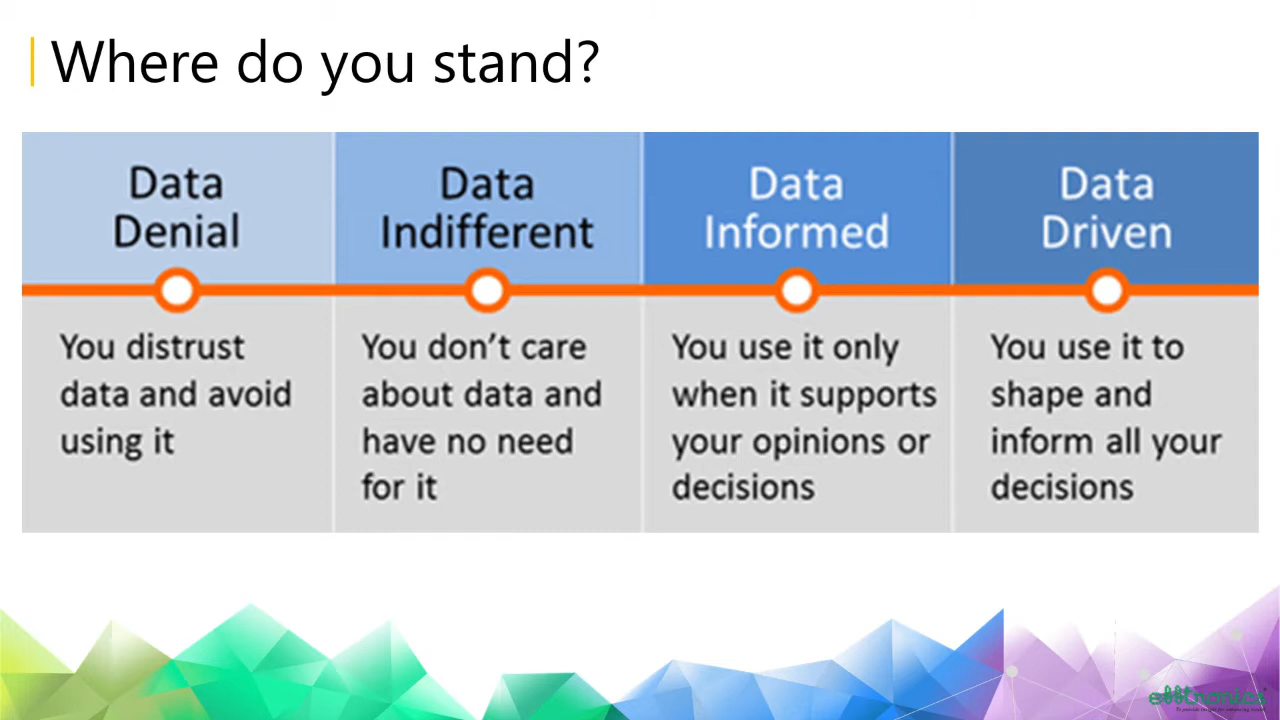 Where do you stand?
Data
Denial
Data
Indifferent
Data
Informed
Data
Driven
You distrust
data and avoid
using it
You don't care
about data and
have no need
for it
You use it only
when it supports
your opinions or
decisions
You use it to
shape and
inform all your
decisions